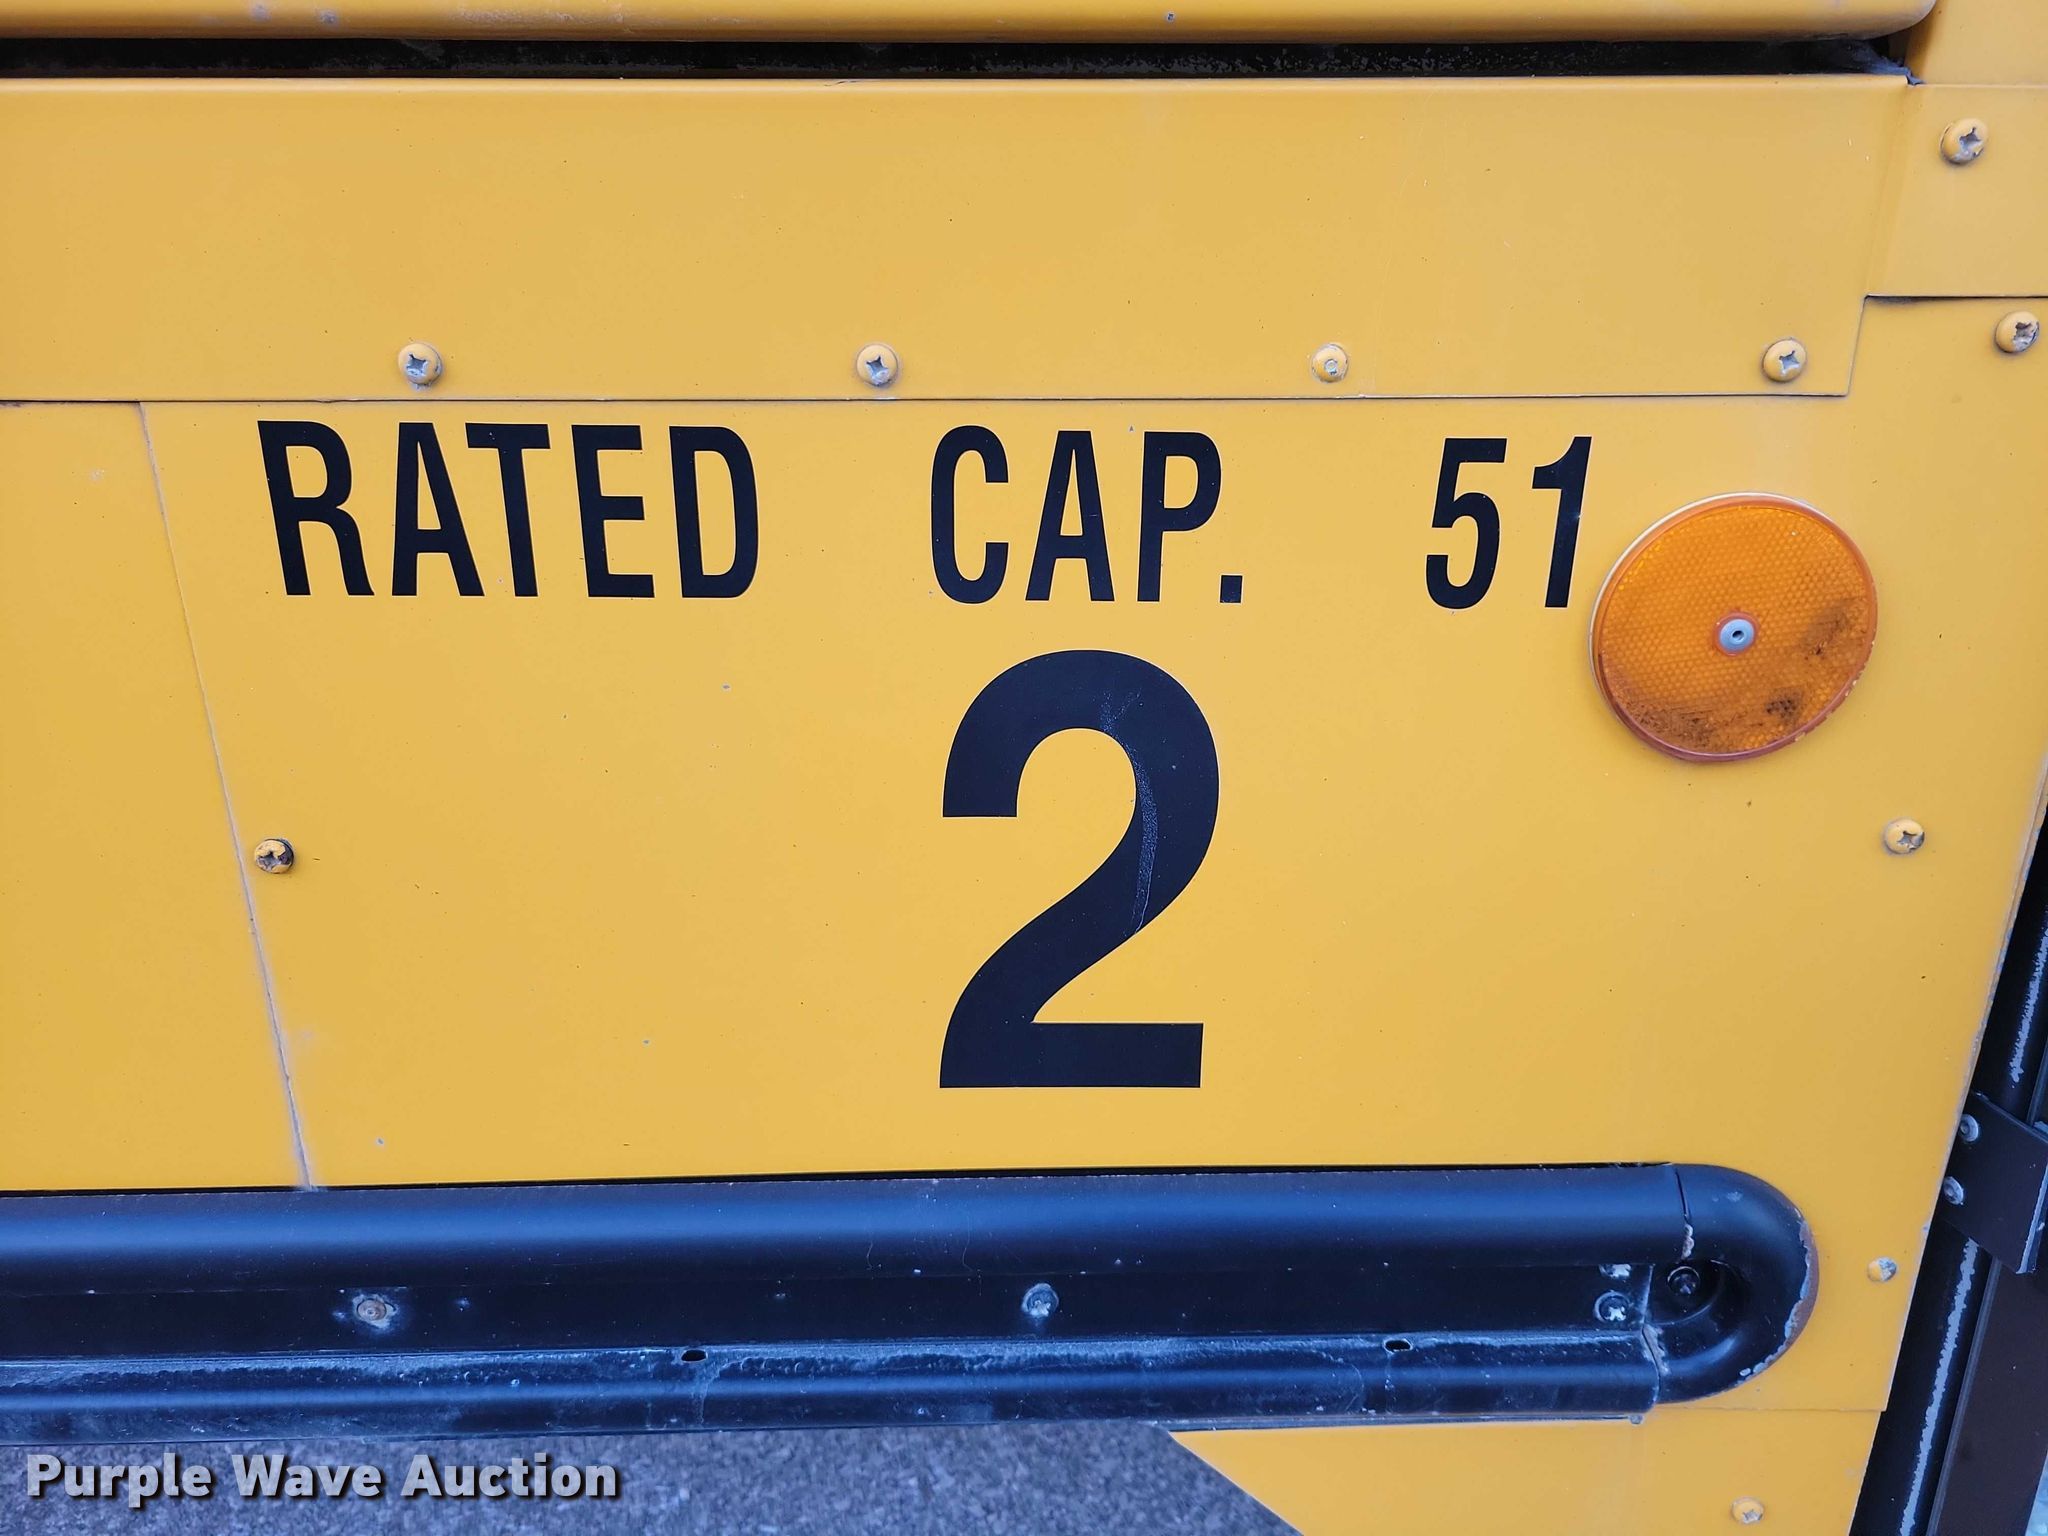 RATED CAP. 51
2
Purple Wave Auction